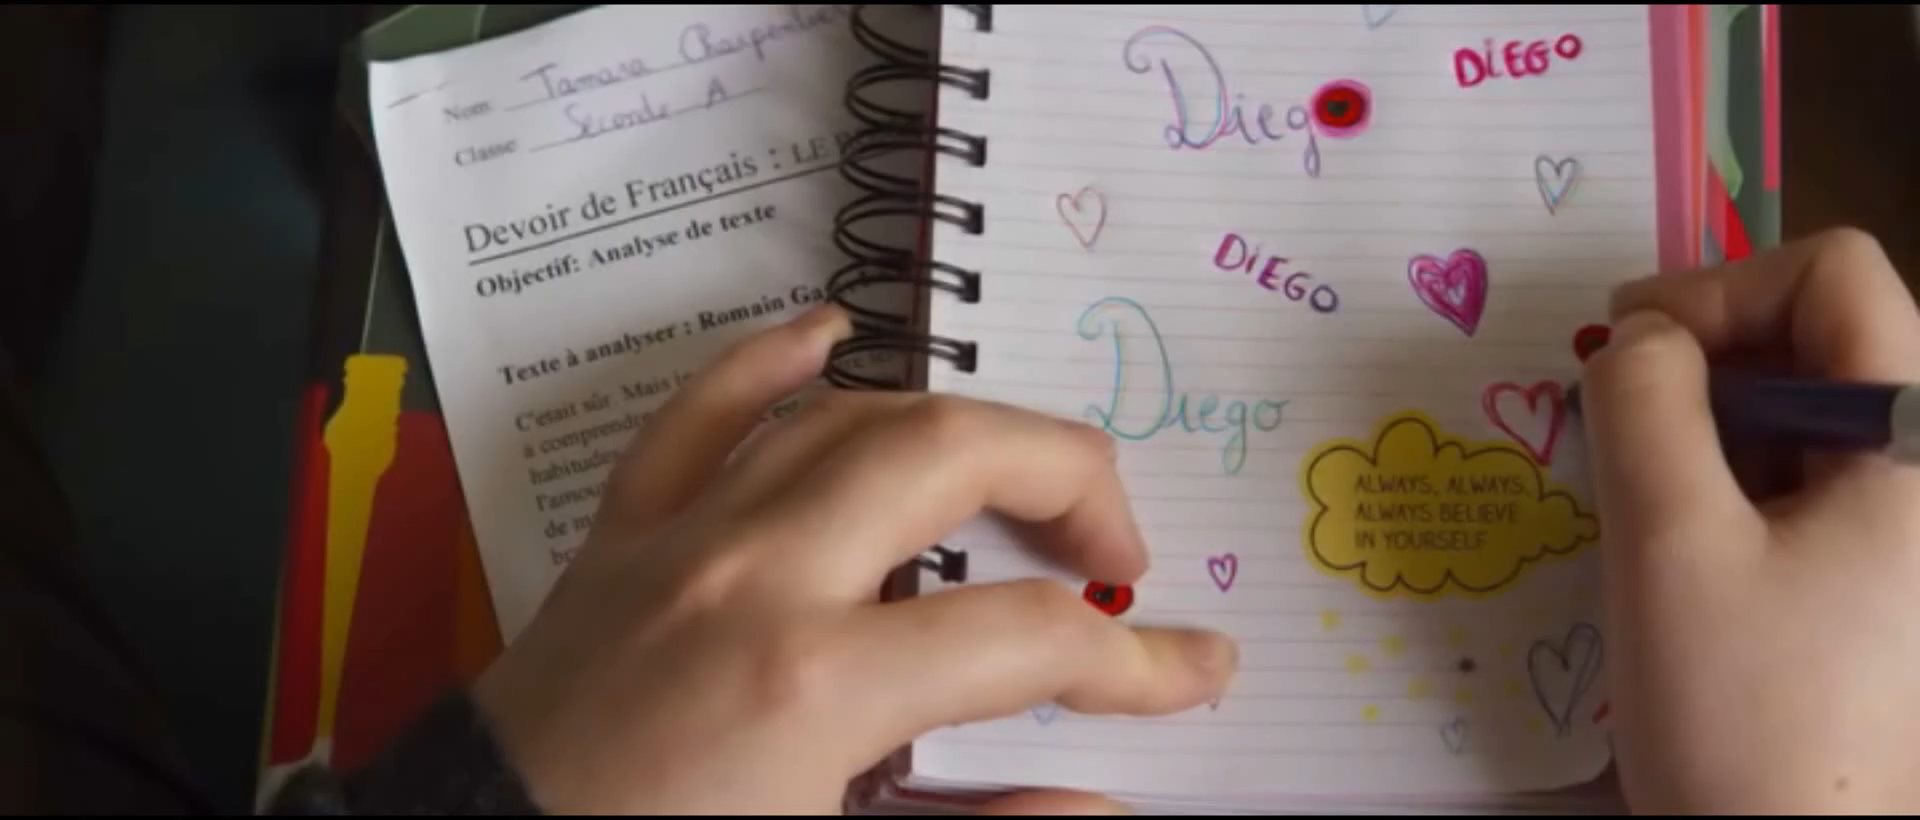 Nom: Tamara Charpentier
Classe: Seconde A
Devoir de Français : LE
Objectif: Analyse de texte
Texte à analyser : Romain
C'était sûr. Mais je
à comprendre
habitudes
l'amour
de
Diego
DiEGO
DiEGO
Diego
ALWAYS, ALWAYS,
ALWAYS BELIEVE
IN YOURSELF